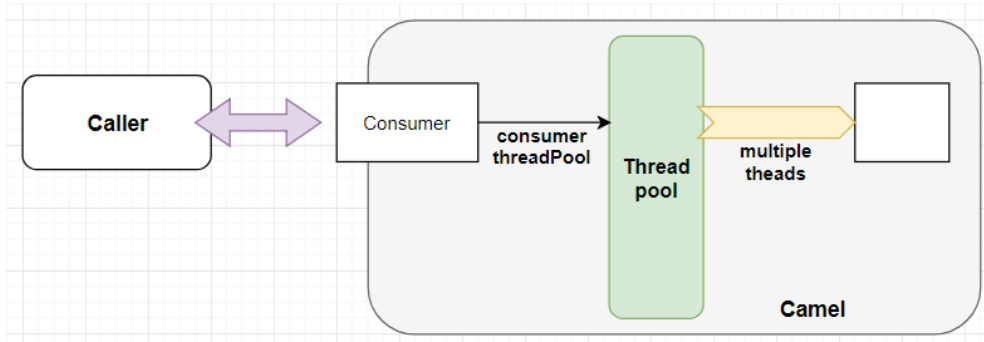 Caller
Consumer
consumer
threadPool
Thread
pool
multiple
theads
Camel